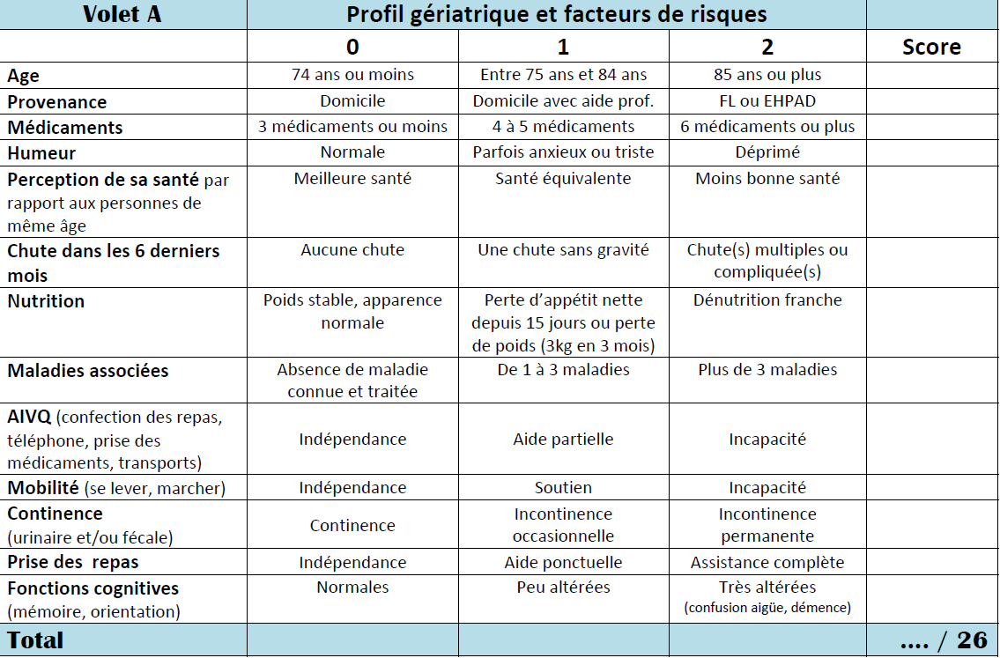 Volet A Profil gériatrique et facteurs de risques
0 1 2 Score
Age 74 ans ou moins Entre 75 ans et 84 ans 85 ans ou plus
Provenance Domicile Domicile avec aide prof. FL ou EHPAD
Médicaments 3 médicaments ou moins 4 à 5 médicaments 6 médicaments ou plus
Humeur Normale Parfois anxieux ou triste Déprimé
Perception de sa santé par Meilleure santé Santé équivalente Moins bonne santé
rapport aux personnes de
même âge
Chute dans les 6 derniers Aucune chute Une chute sans gravité Chute(s) multiples ou
mois compliquée(s)
Nutrition Poids stable, apparence Perte d’appétit nette Dénutrition franche
normale depuis 15 jours ou perte
de poids (3kg en 3 mois)
Maladies associées Absence de maladie De 1 à 3 maladies Plus de 3 maladies
connue et traitée
AIVQ (confection des repas,
téléphone, prise des Indépendance Aide partielle Incapacité
médicaments, transports)
Mobilité (se lever, marcher) Indépendance Soutien Incapacité
Continence Continence Incontinence Incontinence
(urinaire et/ou fécale) occasionnelle permanente
Prise des repas Indépendance Aide ponctuelle Assistance complète
Fonctions cognitives Normales Peu altérées Très altérées
(mémoire, orientation) (confusion aigüe, démence)
Total .... / 26